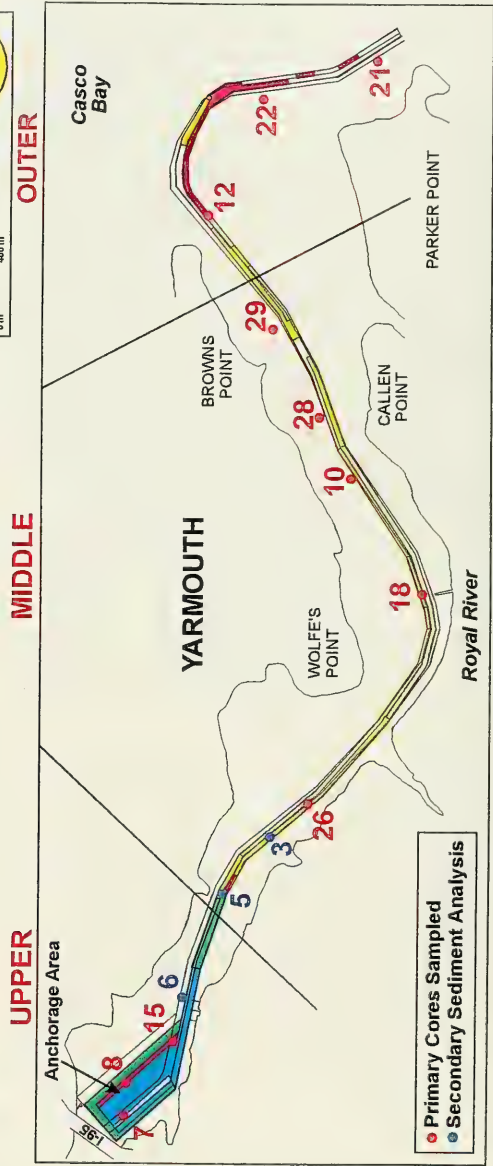 0 m 400 m
UPPER
MIDDLE
OUTER
Anchorage Area
I-95
7
8
15
6
5
3
26
YARMOUTH
WOLFE'S
POINT
18
10
28
29
BROWNS
POINT
CALLEN
POINT
12
22
21
Casco
Bay
PARKER POINT
Royal River
Primary Cores Sampled
Secondary Sediment Analysis